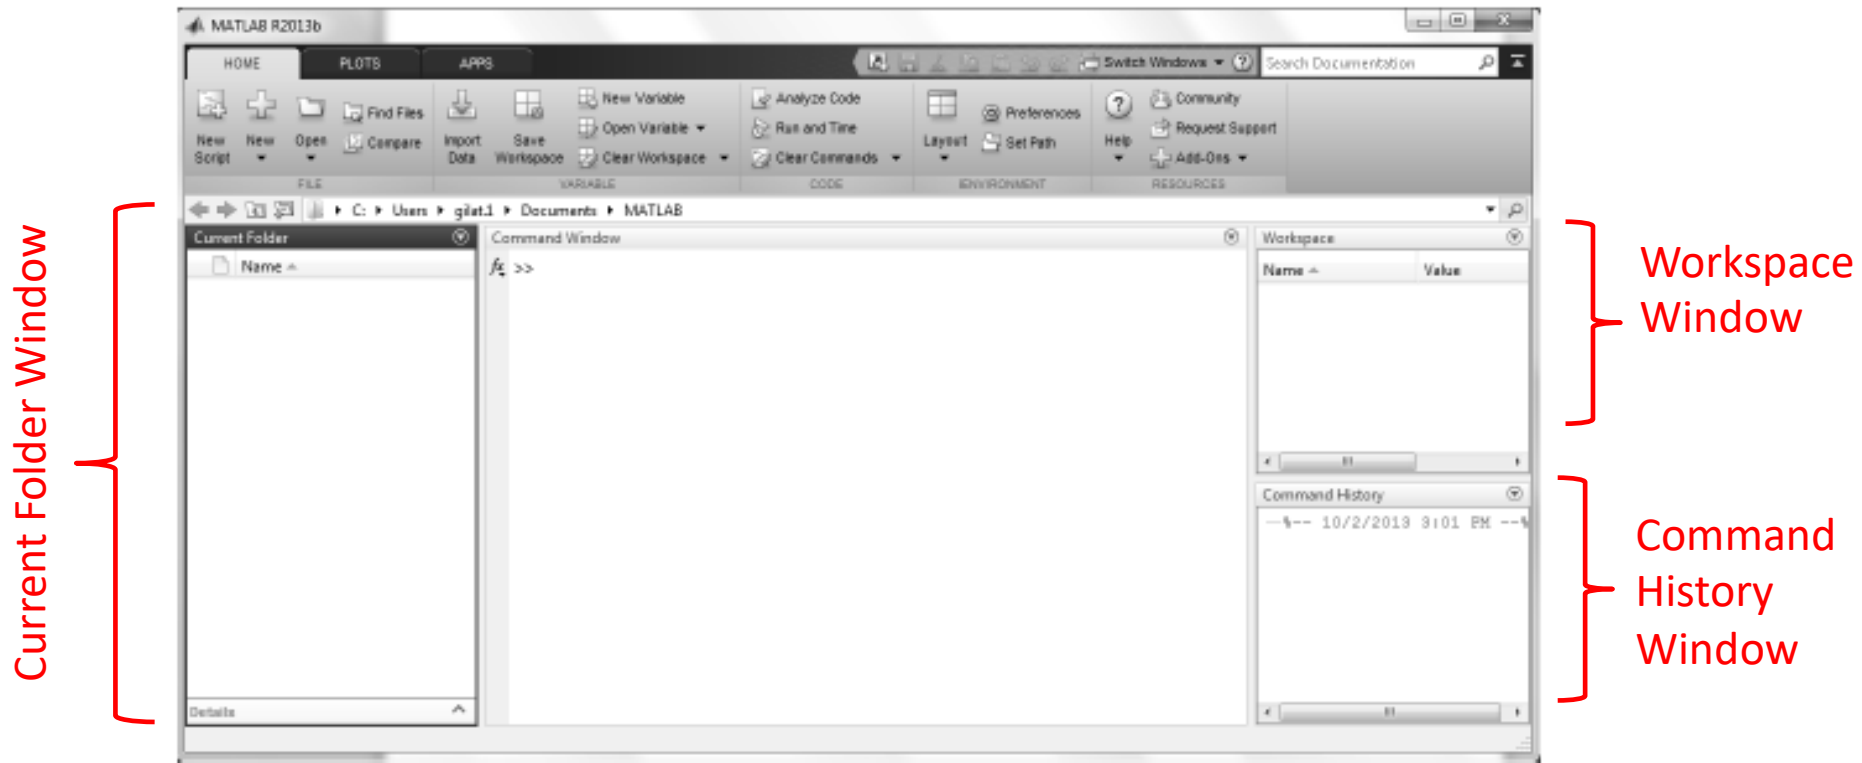 MATLAB R2013b
HOME PLOTS APPS Switch Windows Search Documentation
New Script
New
Open
Find Files
Compare
FILE
Import Data
Save Workspace
New Variable
Open Variable
Clear Workspace
VARIABLE
Analyze Code
Run and Time
Clear Commands
CODE
Layout
Preferences
Set Path
ENVIRONMENT
Help
Community
Request Support
Add-Ons
RESOURCES
C: Users gilat.1 Documents MATLAB
Current Folder
Name
Details
Command Window
fx >>
Workspace
Name Value
Command History
--%-- 10/2/2013 3:01 PM --%
Current Folder Window
Workspace
Window
Command
History
Window